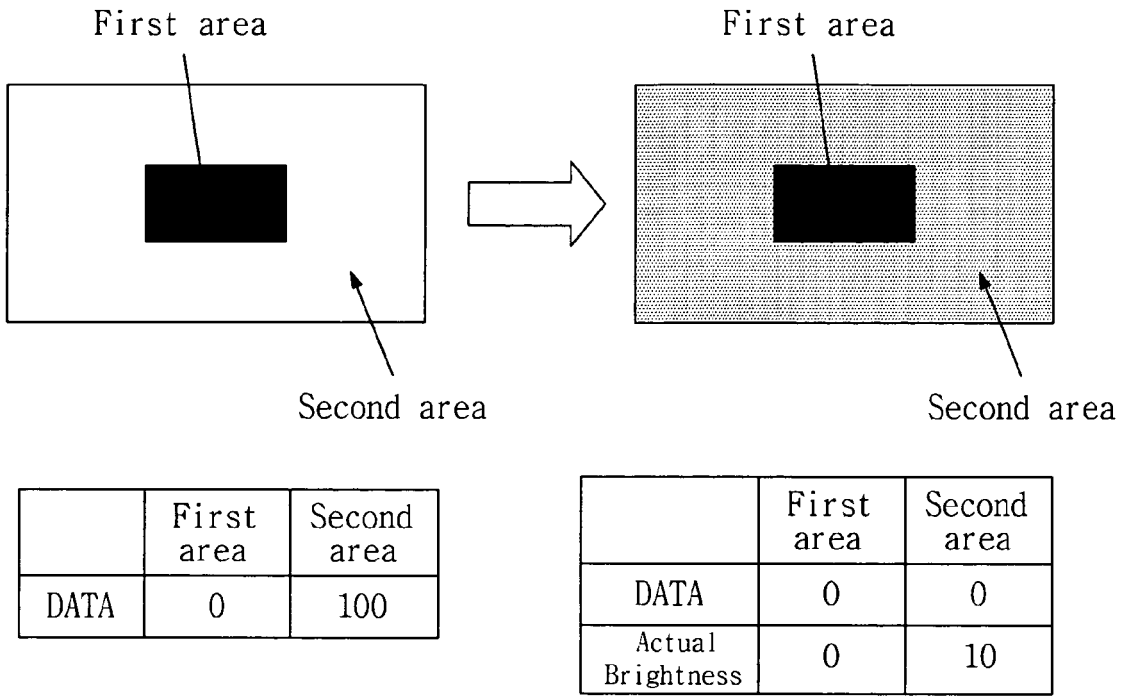 First area
First area
Second area
Second area
First area Second area
DATA 0 100
First area Second area
DATA 0 0
Actual Brightness 0 10